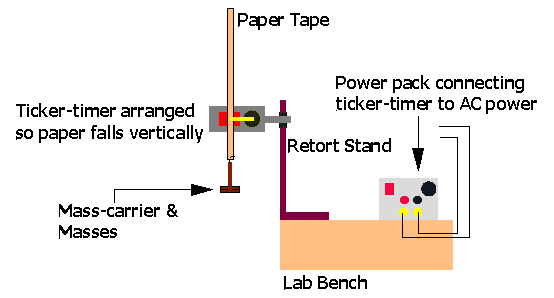 Paper Tape
Power pack connecting
ticker-timer to AC power
Ticker-timer arranged
so paper falls vertically
Retort Stand
Mass-carrier &
Masses
Lab Bench